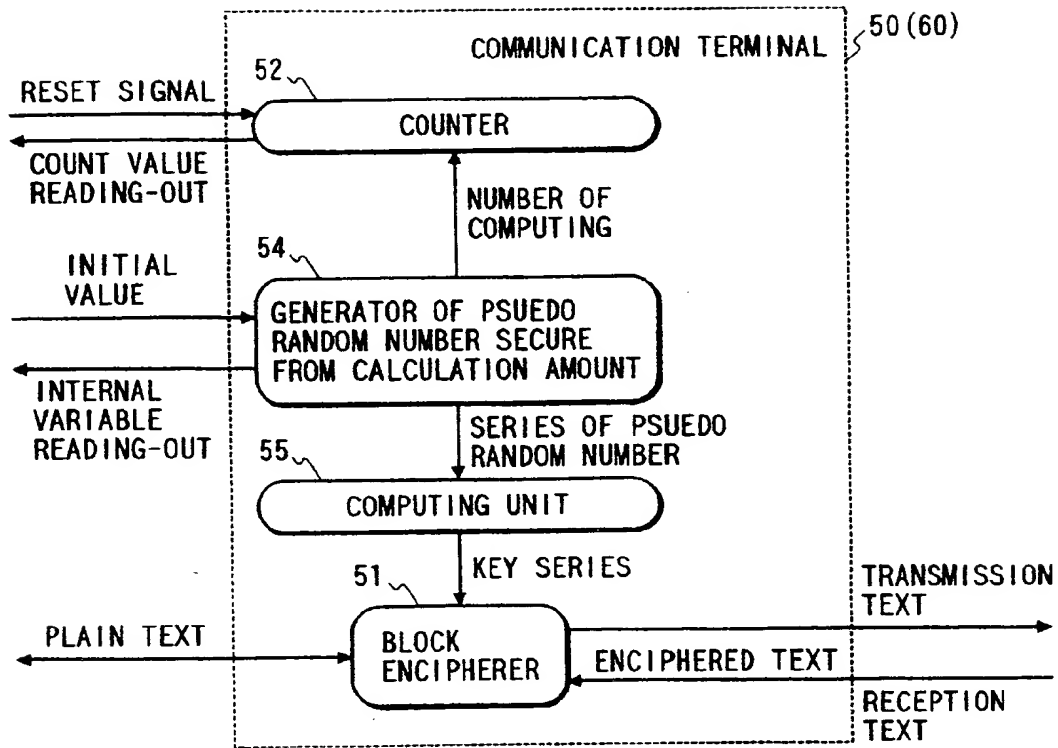 50(60)
COMMUNICATION TERMINAL
52
RESET SIGNAL
COUNTER
COUNT VALUE
READING-OUT
NUMBER OF
COMPUTING
54
INITIAL
VALUE
GENERATOR OF PSUEDO
RANDOM NUMBER SECURE
FROM CALCULATION AMOUNT
INTERNAL
VARIABLE
READING-OUT
SERIES OF PSUEDO
RANDOM NUMBER
55
COMPUTING UNIT
KEY SERIES
51
TRANSMISSION
TEXT
PLAIN TEXT
BLOCK
ENCIPHERER
ENCIPHERED TEXT
RECEPTION
TEXT